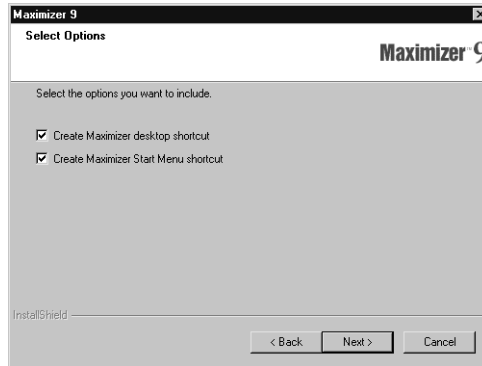 Maximizer 9
Select Options
Maximizer™ 9
Select the options you want to include.
Create Maximizer desktop shortcut
Create Maximizer Start Menu shortcut
InstallShield
< Back Next > Cancel